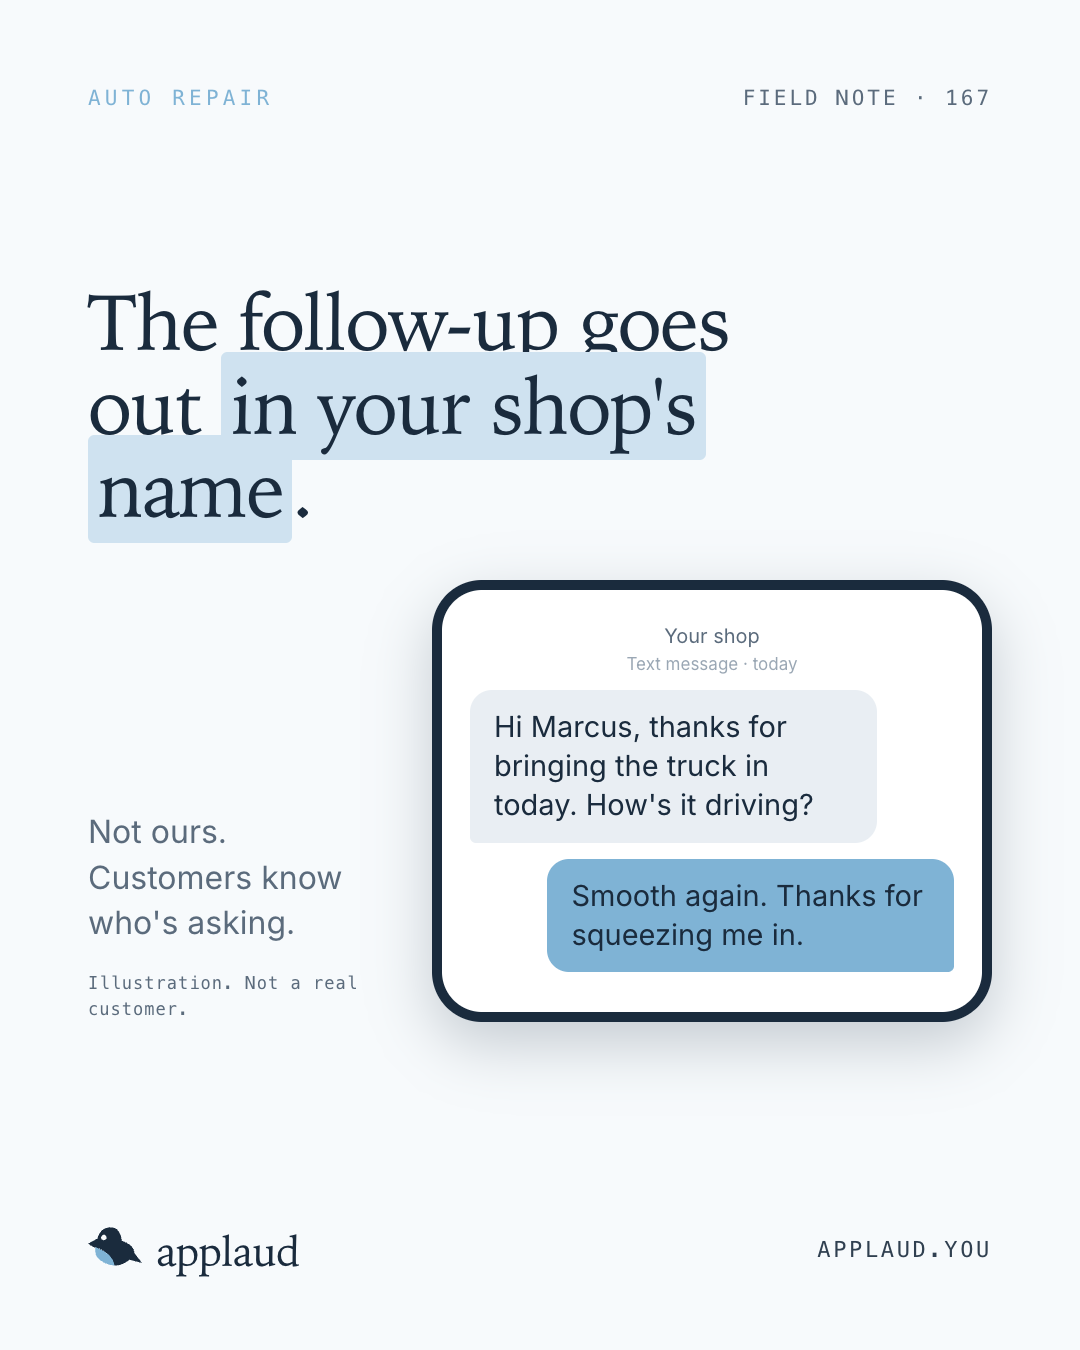 AUTO REPAIR
FIELD NOTE · 167
The follow-up goes
out in your shop's
name.
Your shop
Text message · today
Hi Marcus, thanks for
bringing the truck in
today. How's it driving?
Smooth again. Thanks for
squeezing me in.
Not ours.
Customers know
who's asking.
Illustration. Not a real
customer.
applaud
APPLAUD.YOU